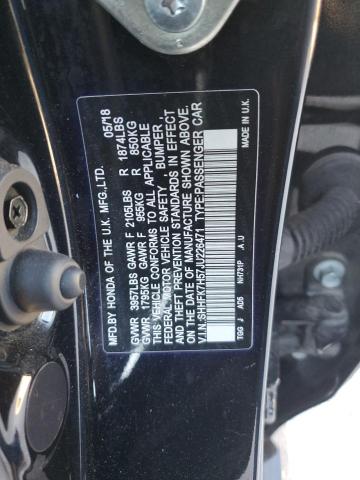 MFD.BY HONDA OF THE U.K. MFG.,LTD. 05/18
GVWR 3957LBS GAWR F 2105LBS R 1874LBS
GVWR 1795KG GAWR F 955KG R 850KG
THIS VEHICLE CONFORMS TO ALL APPLICABLE
FEDERAL MOTOR VEHICLE SAFETY , BUMPER ,
THEFT PREVENTION STANDARDS IN EFFECT
ON THE DATE OF MANUFACTURE SHOWN ABOVE.
V.I.N.:SHHFK7H57JU226471 TYPE:PASSENGER CAR
TGG J AD5 NH731P A U MADE IN U.K.